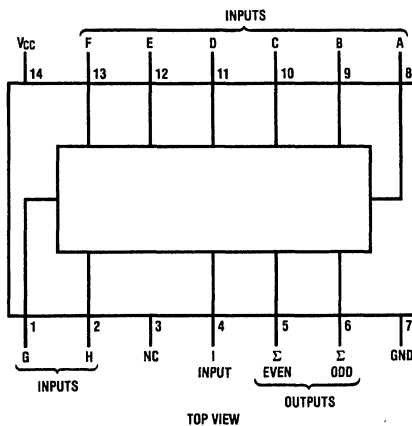 INPUTS
VCC F E D C B A
14 13 12 11 10 9 8
1 2 3 4 5 6 7
G H NC I Σ Σ GND
INPUT EVEN ODD
INPUTS
OUTPUTS
TOP VIEW